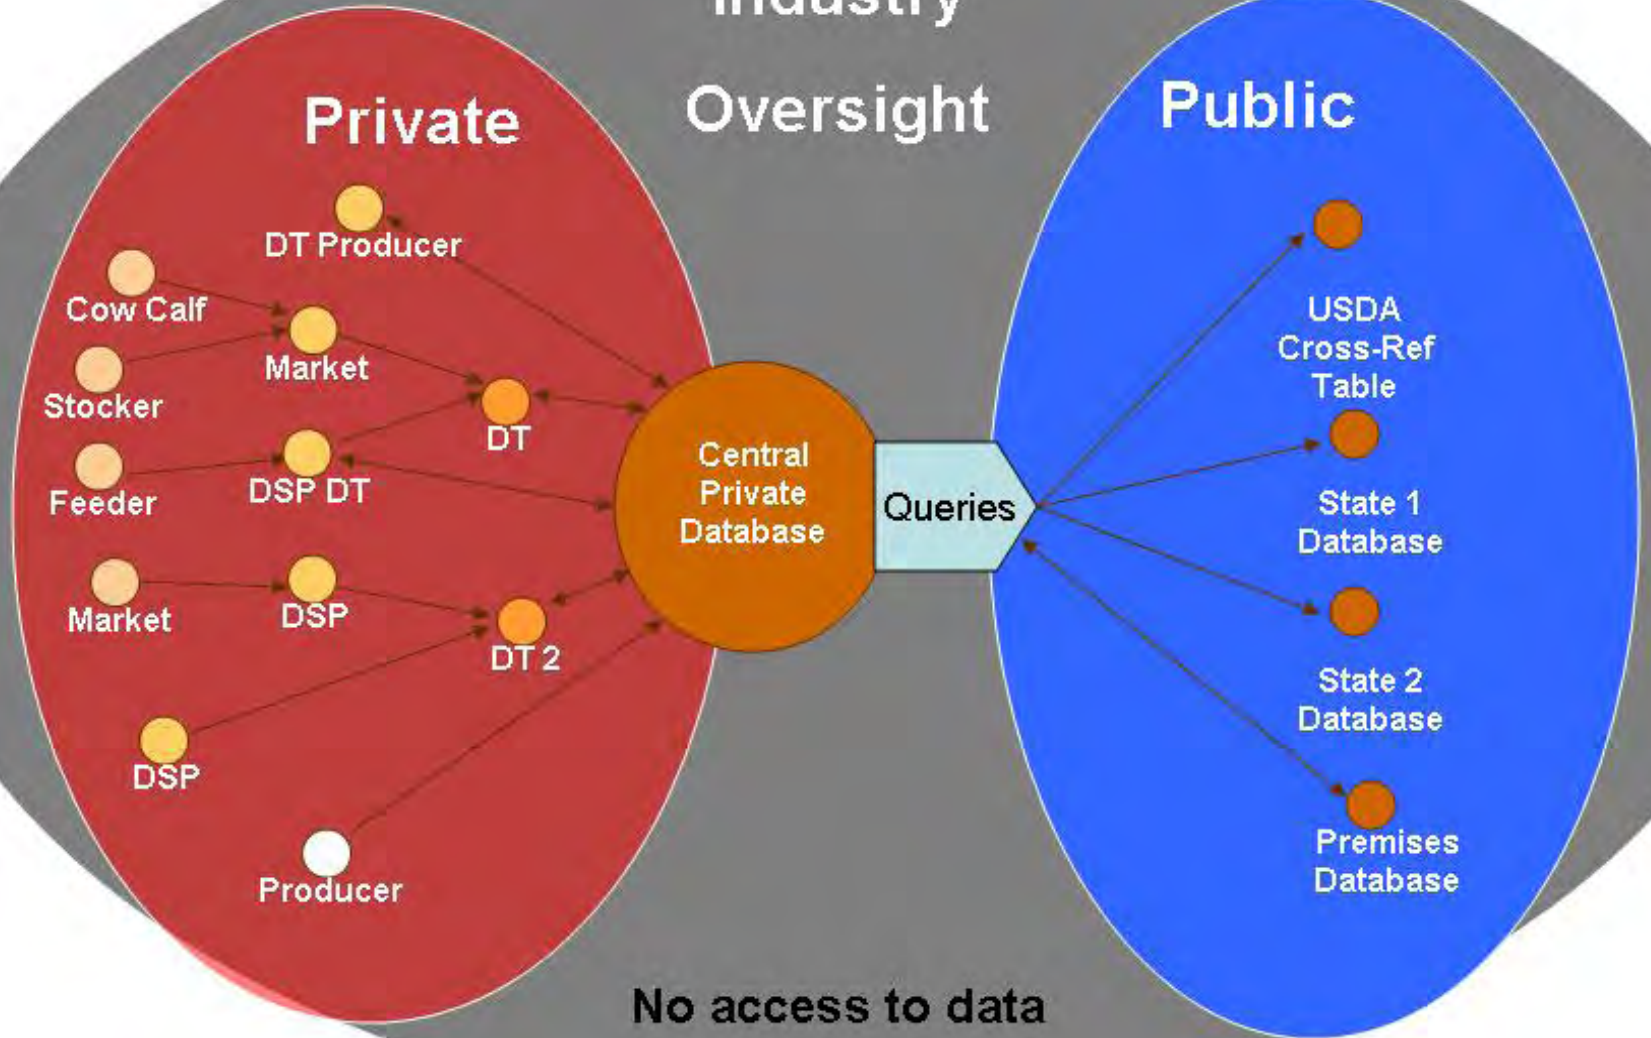 Industry
Oversight
Private
DT Producer
Cow Calf
Market
Stocker
DT
Feeder
DSP DT
Market
DSP
DT 2
DSP
Producer
Central
Private
Database
Queries
Public
USDA
Cross-Ref
Table
State 1
Database
State 2
Database
Premises
Database
No access to data